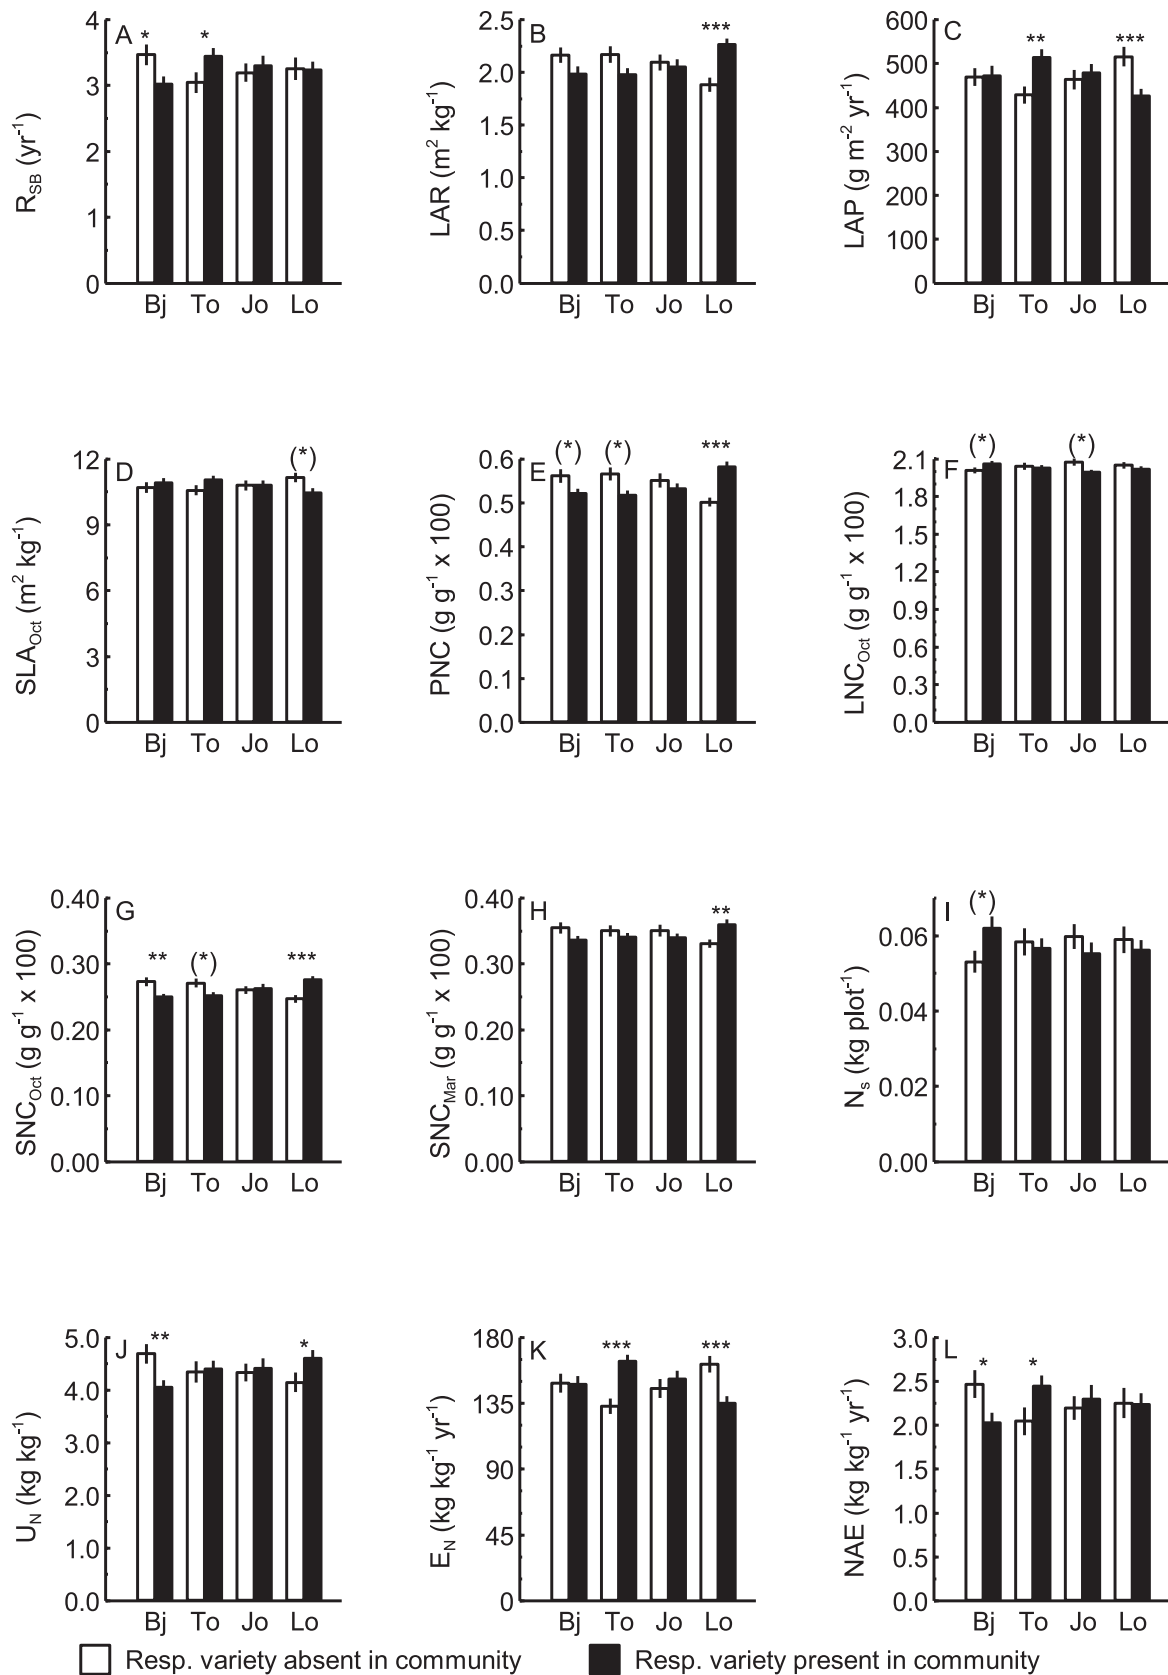 A
R_SB (yr⁻¹)
4
3
2
1
0
* *
Bj To Jo Lo
B
LAR (m² kg⁻¹)
2.5
2.0
1.5
1.0
0.5
0.0
***
Bj To Jo Lo
C
LAP (g m⁻² yr⁻¹)
600
500
400
300
200
100
0
** ***
Bj To Jo Lo
D
SLA_Oct (m² kg⁻¹)
12
9
6
3
0
(*)
Bj To Jo Lo
E
PNC (g g⁻¹ x 100)
0.6
0.5
0.4
0.3
0.2
0.1
0.0
(*) (*) ***
Bj To Jo Lo
F
LNC_Oct (g g⁻¹ x 100)
2.1
1.8
1.5
1.2
0.9
0.6
0.3
0.0
(*) (*)
Bj To Jo Lo
G
SNC_Oct (g g⁻¹ x 100)
0.40
0.30
0.20
0.10
0.00
** (*) ***
Bj To Jo Lo
H
SNC_Mar (g g⁻¹ x 100)
0.40
0.30
0.20
0.10
0.00
**
Bj To Jo Lo
I
N_s (kg plot⁻¹)
0.06
0.04
0.02
0.00
(*)
Bj To Jo Lo
J
U_N (kg kg⁻¹)
5.0
4.0
3.0
2.0
1.0
0.0
** *
Bj To Jo Lo
K
E_N (kg kg⁻¹ yr⁻¹)
180
135
90
45
0
*** ***
Bj To Jo Lo
L
NAE (kg kg⁻¹ yr⁻¹)
3.0
2.5
2.0
1.5
1.0
0.5
0.0
* *
Bj To Jo Lo
Resp. variety absent in community
Resp. variety present in community